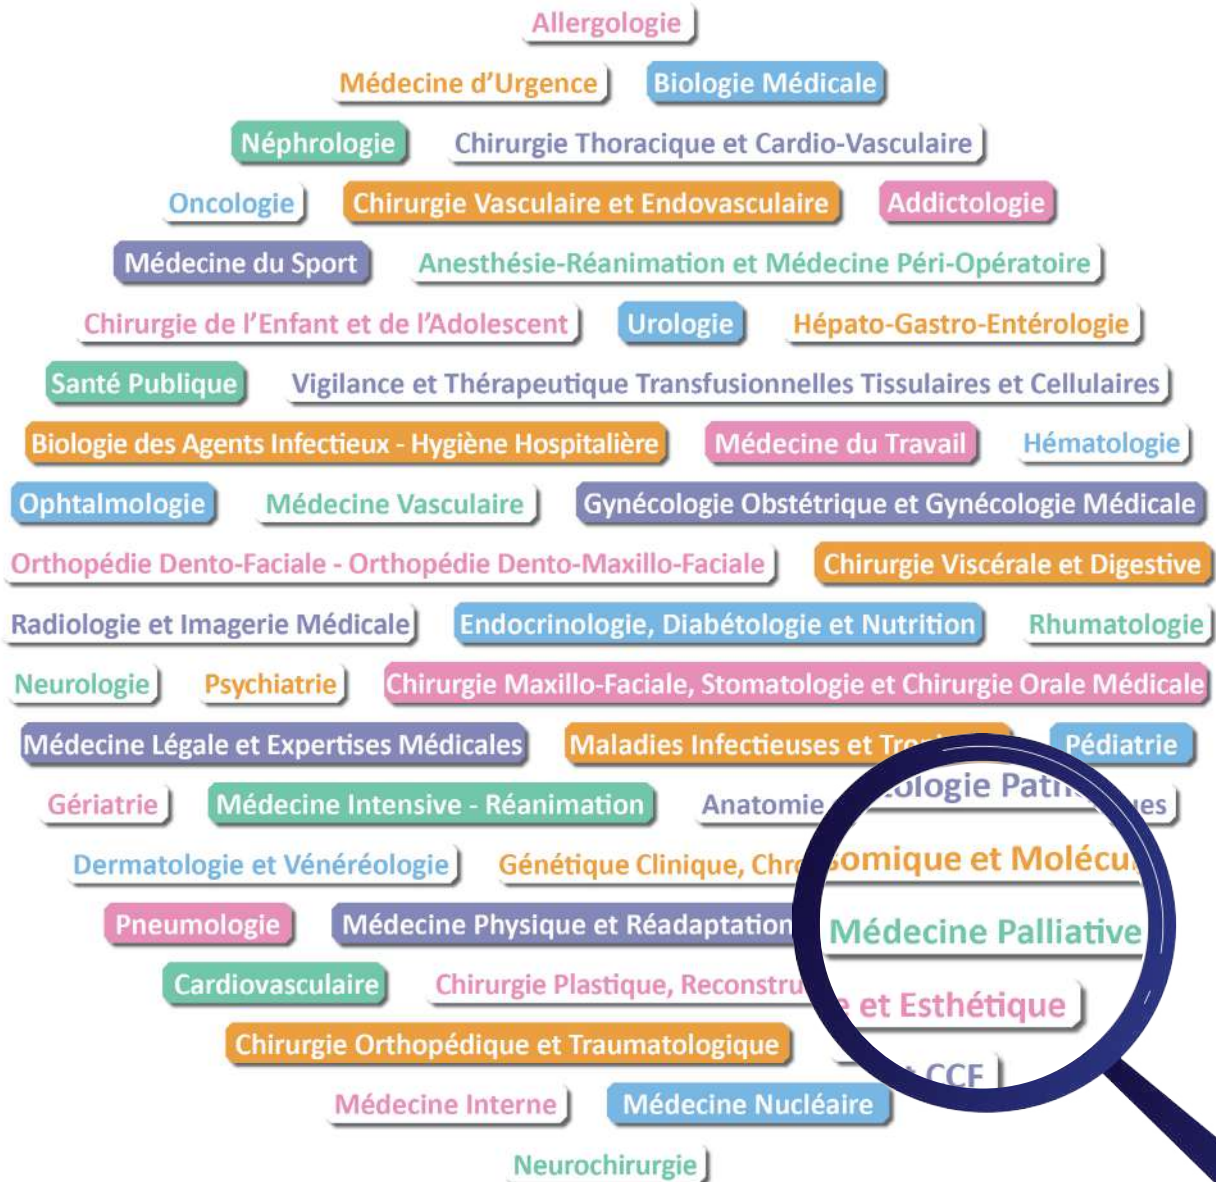 Allergologie
Médecine d'Urgence Biologie Médicale
Néphrologie Chirurgie Thoracique et Cardio-Vasculaire
Oncologie Chirurgie Vasculaire et Endovasculaire Addictologie
Médecine du Sport Anesthésie-Réanimation et Médecine Péri-Opératoire
Chirurgie de l'Enfant et de l'Adolescent Urologie Hépato-Gastro-Entérologie
Santé Publique Vigilance et Thérapeutique Transfusionnelles Tissulaires et Cellulaires
Biologie des Agents Infectieux - Hygiène Hospitalière Médecine du Travail Hématologie
Ophtalmologie Médecine Vasculaire Gynécologie Obstétrique et Gynécologie Médicale
Orthopédie Dento-Faciale - Orthopédie Dento-Maxillo-Faciale Chirurgie Viscérale et Digestive
Radiologie et Imagerie Médicale Endocrinologie, Diabétologie et Nutrition Rhumatologie
Neurologie Psychiatrie Chirurgie Maxillo-Faciale, Stomatologie et Chirurgie Orale Médicale
Médecine Légale et Expertises Médicales Maladies Infectieuses et Pédiatrie
Gériatrie Médecine Intensive - Réanimation Anatomie
Dermatologie et Vénéréologie Génétique Clinique, somique et Molécu
Pneumologie Médecine Physique et Réadaptation Médecine Palliative
Cardiovasculaire Chirurgie Plastique, Reconstru e et Esthétique
Chirurgie Orthopédique et Traumatologique CCF
Médecine Interne Médecine Nucléaire
Neurochirurgie